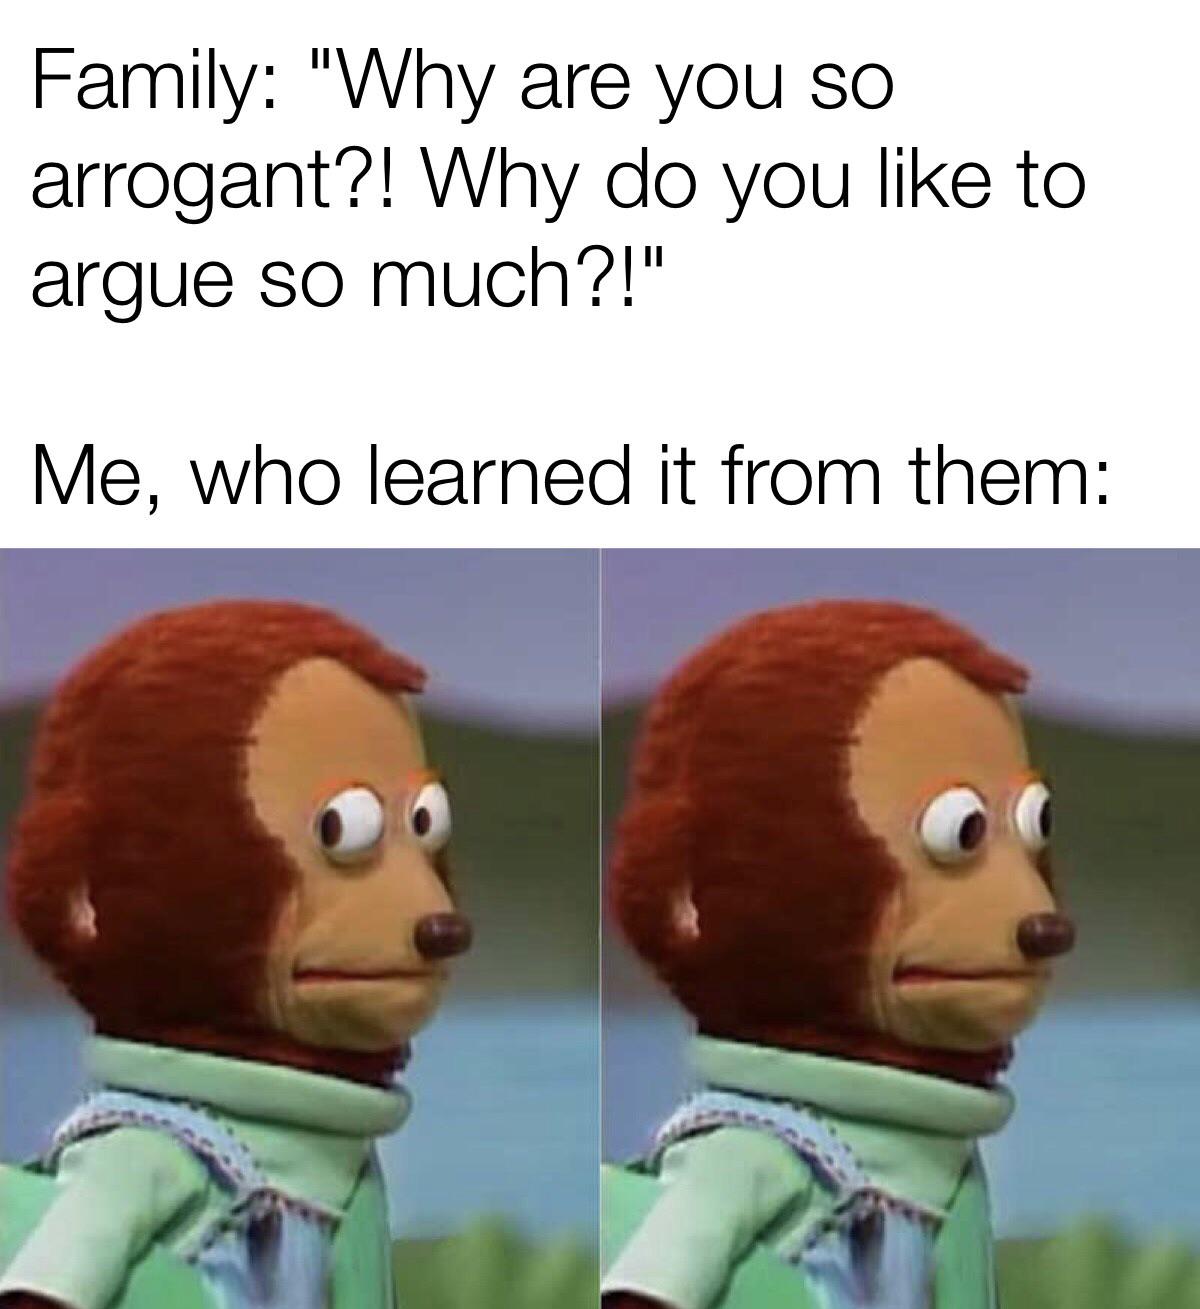 Family: "Why are you so
arrogant?! Why do you like to
argue so much?!"
Me, who learned it from them: